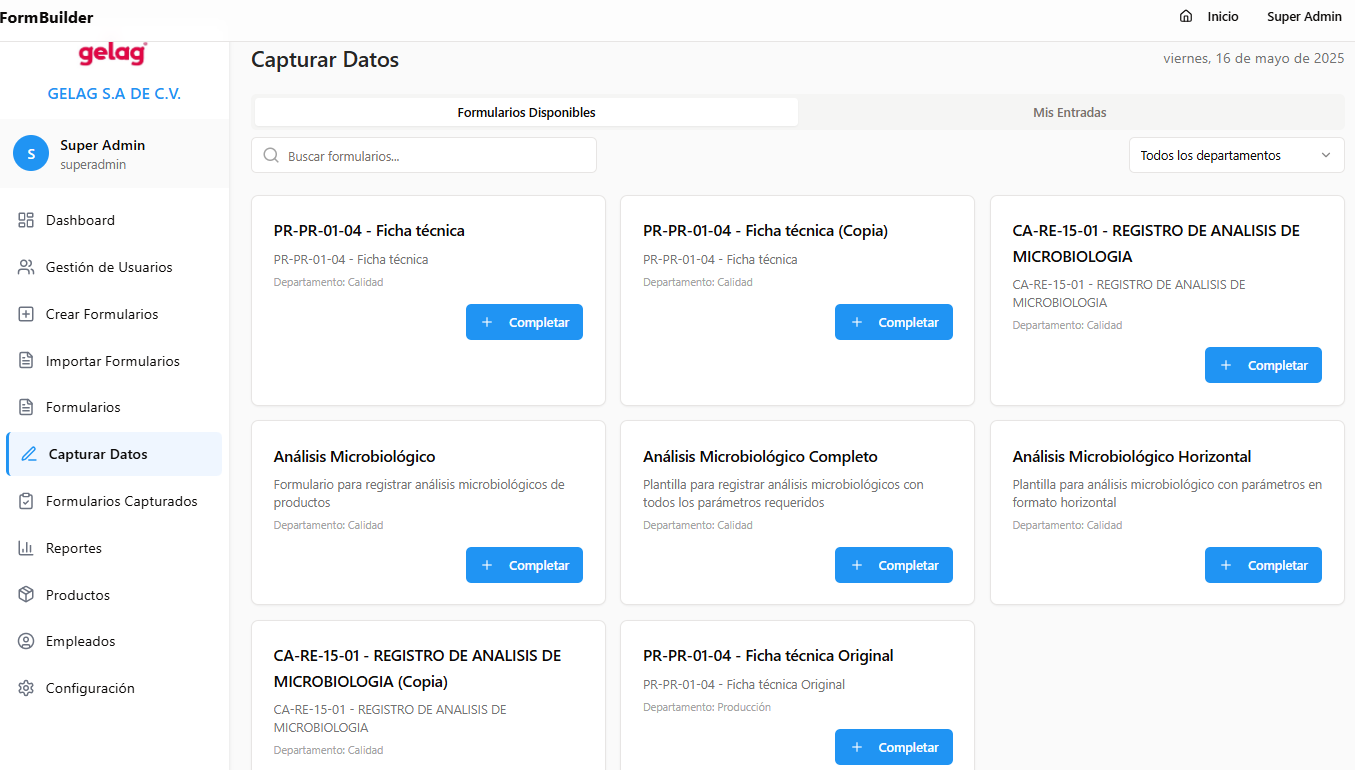 FormBuilder
Inicio
Super Admin
gelag
GELAG S.A DE C.V.
S
Super Admin
superadmin
Dashboard
Gestión de Usuarios
Crear Formularios
Importar Formularios
Formularios
Capturar Datos
Formularios Capturados
Reportes
Productos
Empleados
Configuración
Capturar Datos
viernes, 16 de mayo de 2025
Formularios Disponibles
Mis Entradas
Buscar formularios...
Todos los departamentos
PR-PR-01-04 - Ficha técnica
PR-PR-01-04 - Ficha técnica
Departamento: Calidad
+ Completar
PR-PR-01-04 - Ficha técnica (Copia)
PR-PR-01-04 - Ficha técnica
Departamento: Calidad
+ Completar
CA-RE-15-01 - REGISTRO DE ANALISIS DE
MICROBIOLOGIA
CA-RE-15-01 - REGISTRO DE ANALISIS DE
MICROBIOLOGIA
Departamento: Calidad
+ Completar
Análisis Microbiológico
Formulario para registrar análisis microbiológicos de
productos
Departamento: Calidad
+ Completar
Análisis Microbiológico Completo
Plantilla para registrar análisis microbiológicos con
todos los parámetros requeridos
Departamento: Calidad
+ Completar
Análisis Microbiológico Horizontal
Plantilla para análisis microbiológico con parámetros en
formato horizontal
Departamento: Calidad
+ Completar
CA-RE-15-01 - REGISTRO DE ANALISIS DE
MICROBIOLOGIA (Copia)
CA-RE-15-01 - REGISTRO DE ANALISIS DE
MICROBIOLOGIA
Departamento: Calidad
PR-PR-01-04 - Ficha técnica Original
PR-PR-01-04 - Ficha técnica Original
Departamento: Producción
+ Completar